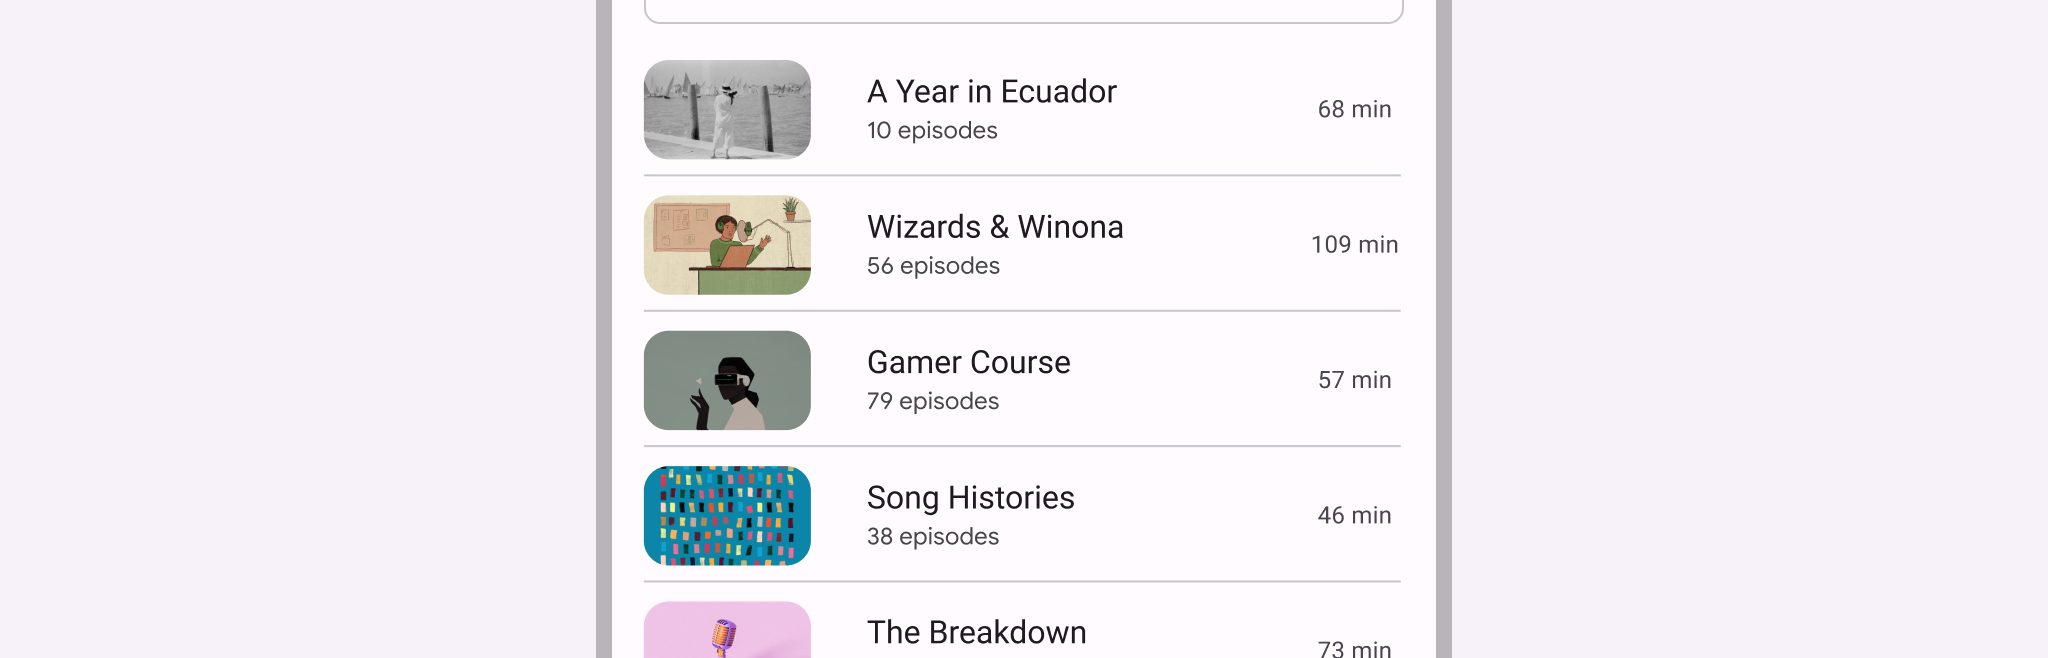 A Year in Ecuador
10 episodes
68 min
Wizards & Winona
56 episodes
109 min
Gamer Course
79 episodes
57 min
Song Histories
38 episodes
46 min
The Breakdown
73 min